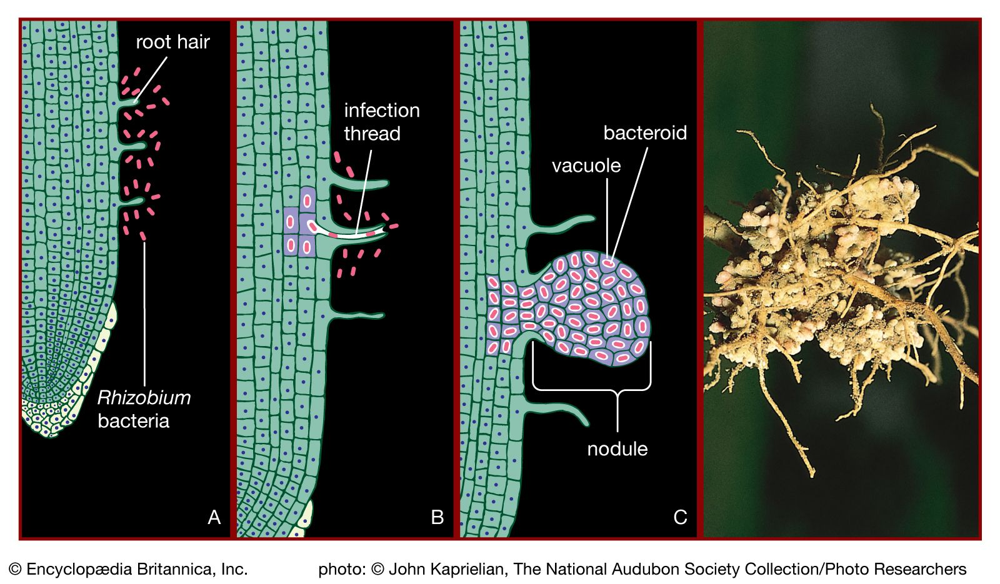 root hair
Rhizobium
bacteria
A
infection
thread
B
bacteroid
vacuole
nodule
C
© Encyclopædia Britannica, Inc.
photo: © John Kaprielian, The National Audubon Society Collection/Photo Researchers